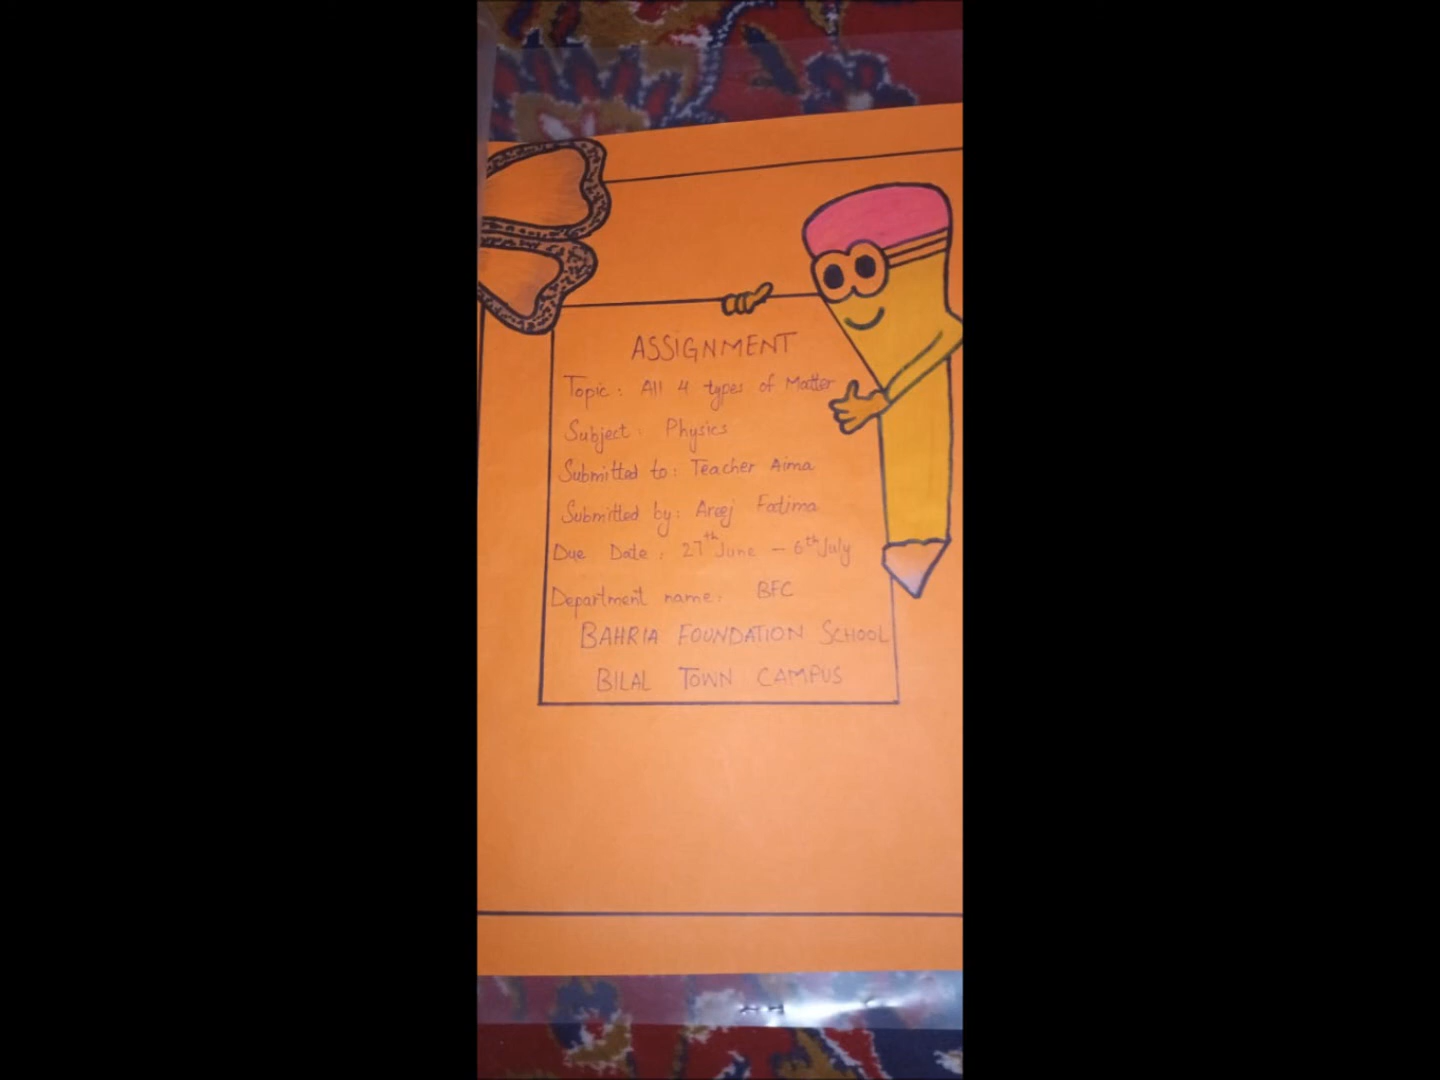 ASSIGNMENT
Topic: All 4 types of Matter
Subject: Physics
Submitted to: Teacher Aima
Submitted by: Areej Fatima
Due Date: 27th June - 6th July
Department name: BFC
BAHRIA FOUNDATION SCHOOL
BILAL TOWN CAMPUS